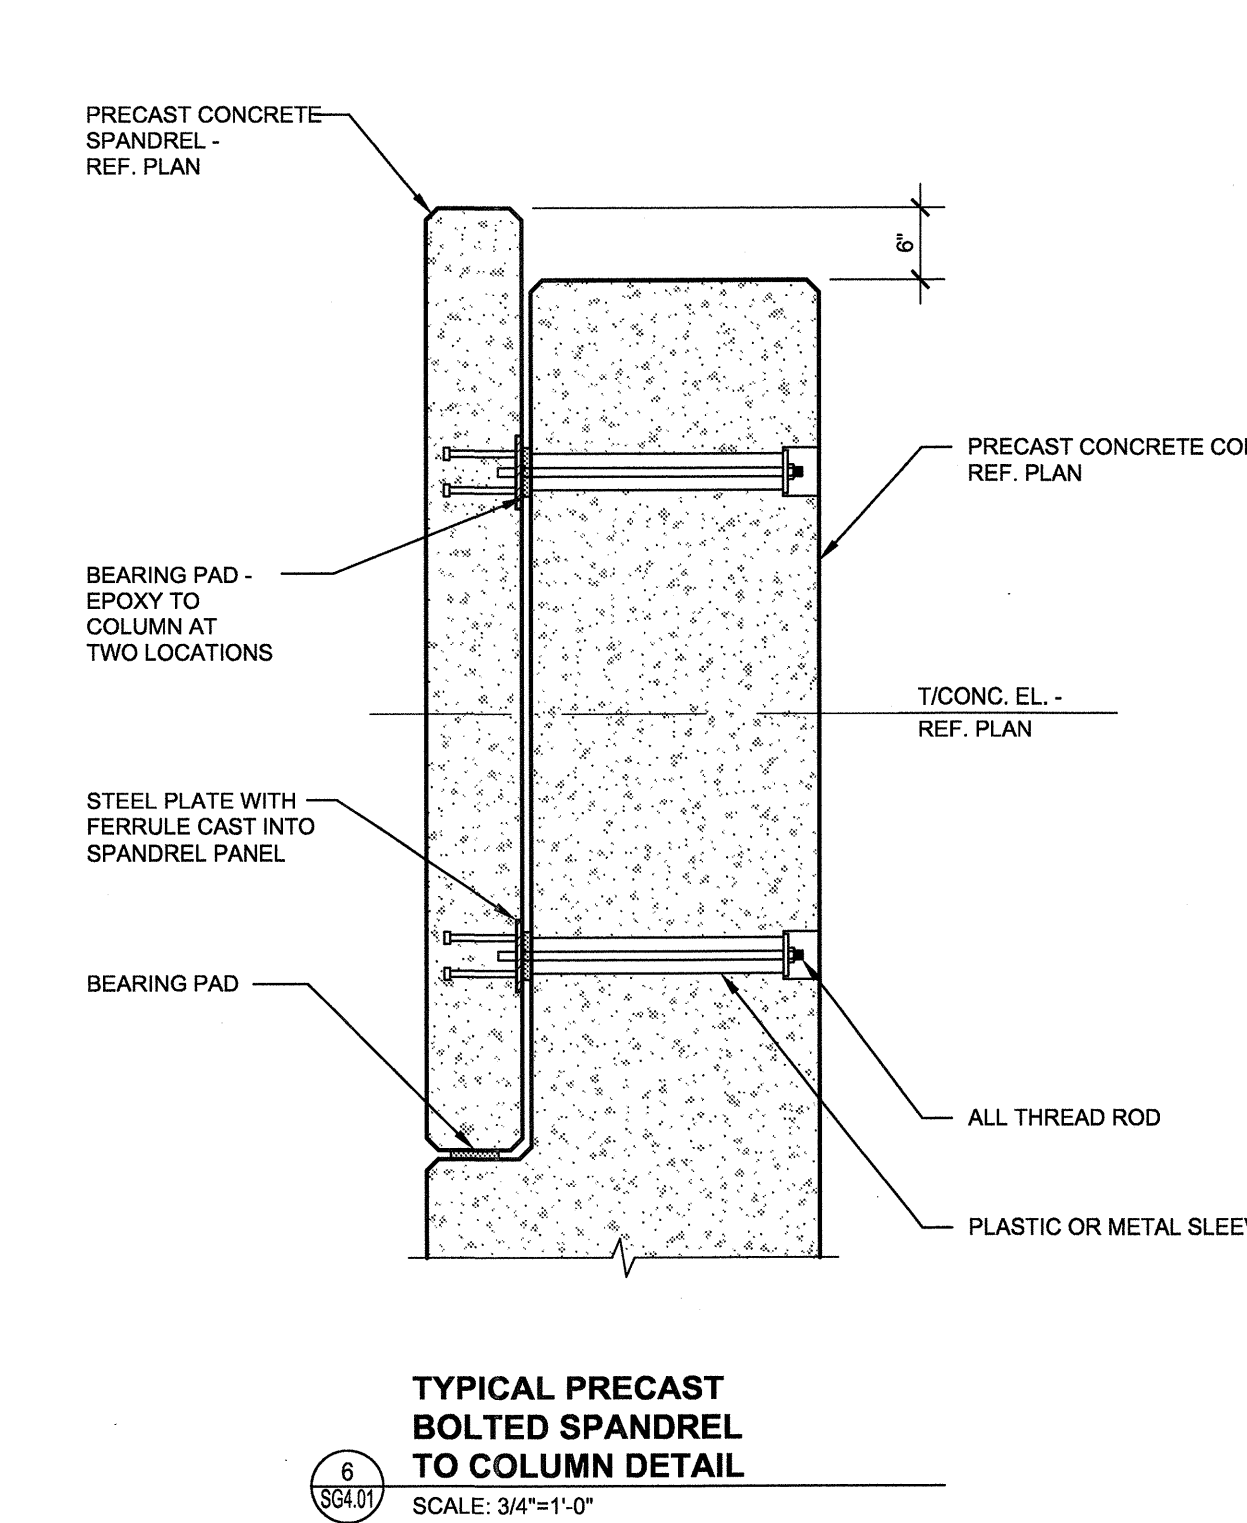 PRECAST CONCRETE
SPANDREL -
REF. PLAN
6"
PRECAST CONCRETE
REF. PLAN
BEARING PAD -
EPOXY TO
COLUMN AT
TWO LOCATIONS
T/CONC. EL. -
REF. PLAN
STEEL PLATE WITH
FERRULE CAST INTO
SPANDREL PANEL
BEARING PAD
ALL THREAD ROD
PLASTIC OR METAL
TYPICAL PRECAST
BOLTED SPANDREL
TO COLUMN DETAIL
6
SG4.01
SCALE: 3/4"=1'-0"